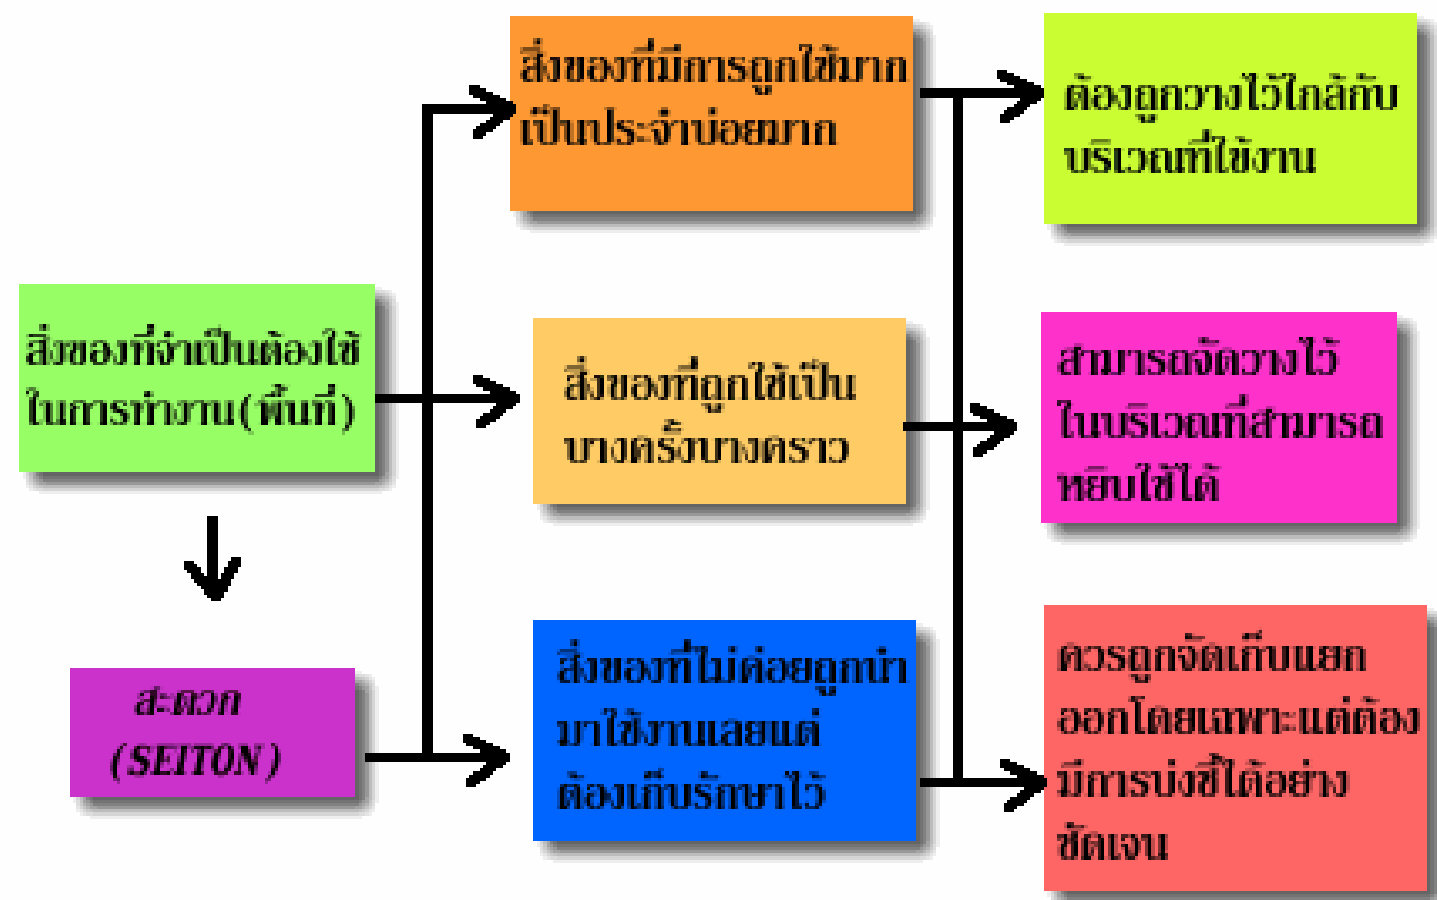 สิ่งของที่จำเป็นต้องใช้
ในการทำงาน(พื้นที่)
สะดวก
(SEITON)
สิ่งของที่มีการถูกใช้มาก
เป็นประจำบ่อยมาก
สิ่งของที่ถูกใช้เป็น
บางครั้งบางคราว
สิ่งของที่ไม่ค่อยถูกนำ
มาใช้งานเลยแต่
ต้องเก็บรักษาไว้
ต้องถูกวางไว้ใกล้กับ
บริเวณที่ใช้งาน
สามารถจัดวางไว้
ในบริเวณที่สามารถ
หยิบใช้ได้
ควรถูกจัดเก็บแยก
ออกโดยเฉพาะแต่ต้อง
มีการบ่งชี้ได้อย่าง
ชัดเจน